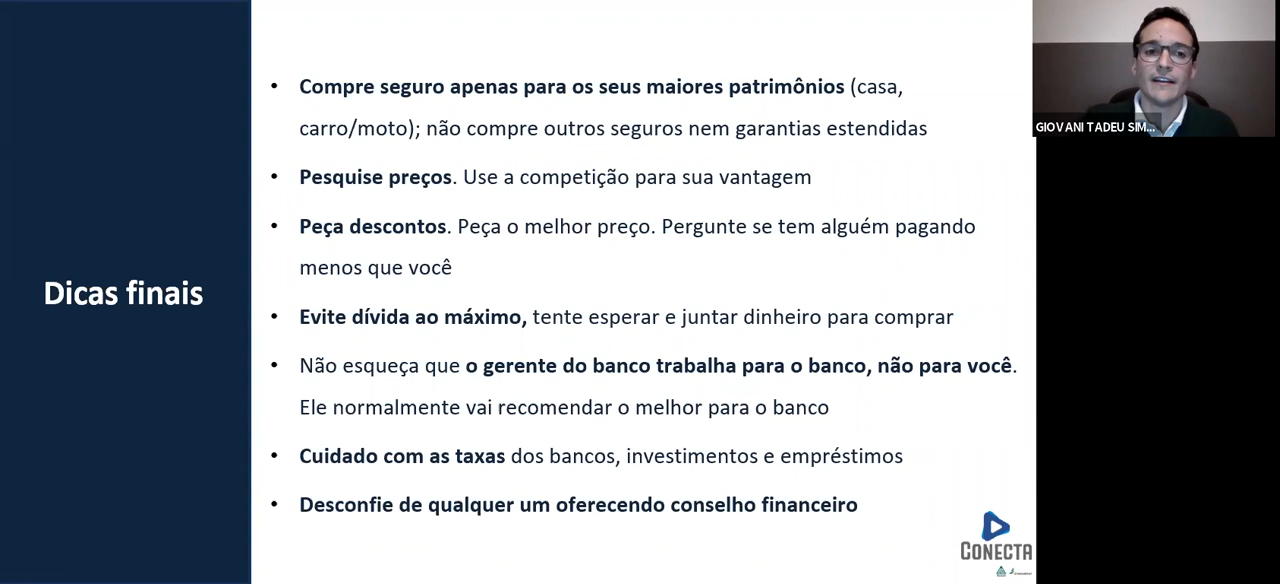 Dicas finais
• Compre seguro apenas para os seus maiores patrimônios (casa,
carro/moto); não compre outros seguros nem garantias estendidas
• Pesquise preços. Use a competição para sua vantagem
• Peça descontos. Peça o melhor preço. Pergunte se tem alguém pagando
menos que você
• Evite dívida ao máximo, tente esperar e juntar dinheiro para comprar
• Não esqueça que o gerente do banco trabalha para o banco, não para você.
Ele normalmente vai recomendar o melhor para o banco
• Cuidado com as taxas dos bancos, investimentos e empréstimos
• Desconfie de qualquer um oferecendo conselho financeiro
CONECTA
GIOVANI TADEU SIM...